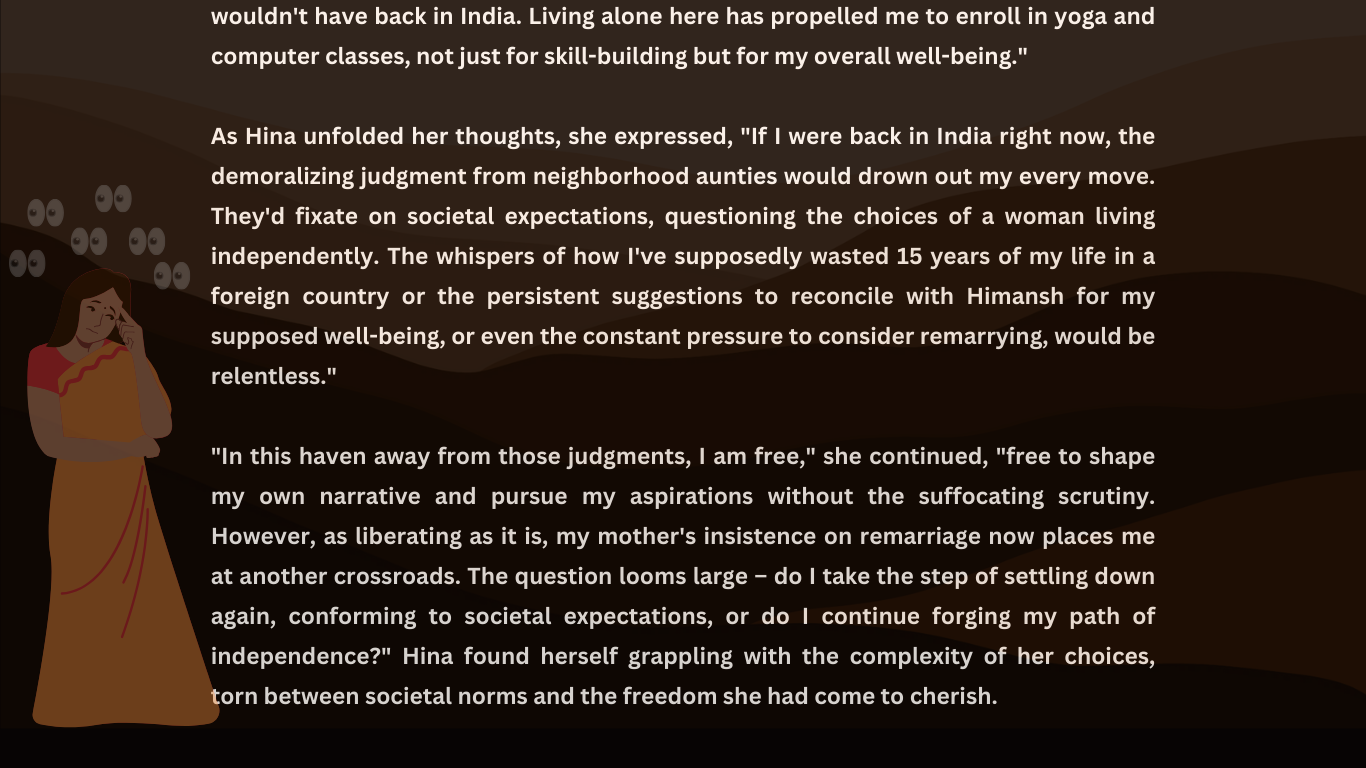 wouldn't have back in India. Living alone here has propelled me to enroll in yoga and
computer classes, not just for skill-building but for my overall well-being."
As Hina unfolded her thoughts, she expressed, "If I were back in India right now, the
demoralizing judgment from neighborhood aunties would drown out my every move.
They'd fixate on societal expectations, questioning the choices of a woman living
independently. The whispers of how I've supposedly wasted 15 years of my life in a
foreign country or the persistent suggestions to reconcile with Himansh for my
supposed well-being, or even the constant pressure to consider remarrying, would be
relentless."
"In this haven away from those judgments, I am free," she continued, "free to shape
my own narrative and pursue my aspirations without the suffocating scrutiny.
However, as liberating as it is, my mother's insistence on remarriage now places me
at another crossroads. The question looms large – do I take the step of settling down
again, conforming to societal expectations, or do I continue forging my path of
independence?" Hina found herself grappling with the complexity of her choices,
torn between societal norms and the freedom she had come to cherish.